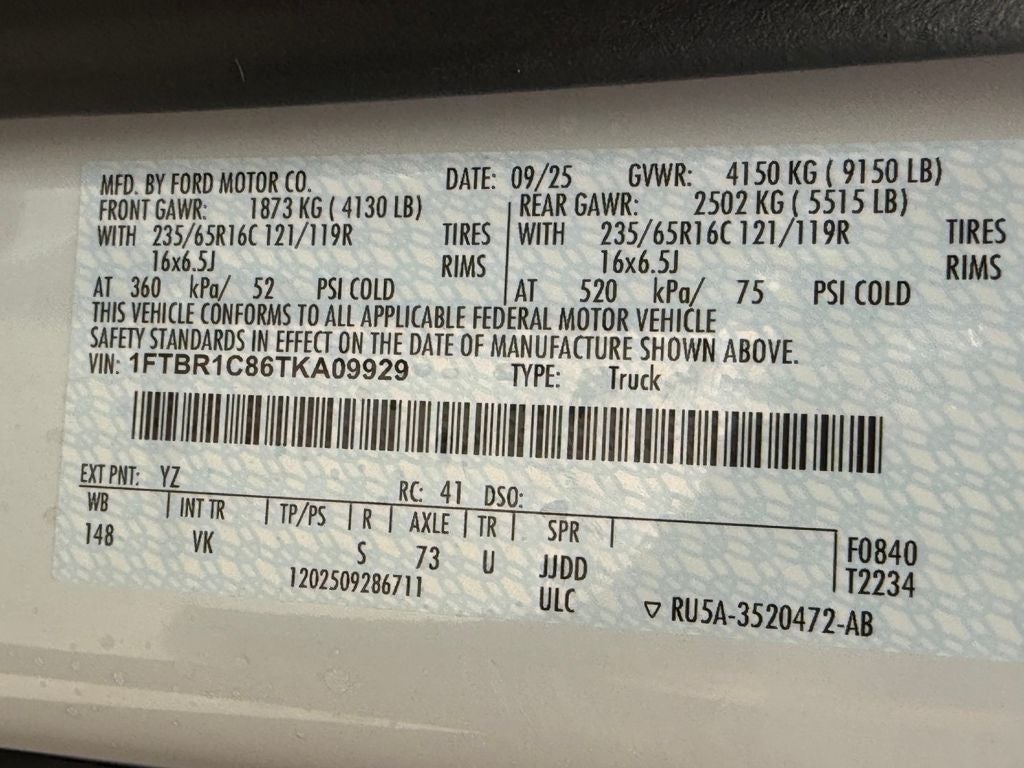 MFD. BY FORD MOTOR CO. DATE: 09/25 GVWR: 4150 KG ( 9150 LB)
FRONT GAWR: 1873 KG ( 4130 LB) REAR GAWR: 2502 KG ( 5515 LB)
WITH 235/65R16C 121/119R TIRES WITH 235/65R16C 121/119R TIRES
16x6.5J RIMS 16x6.5J RIMS
AT 360 kPa/ 52 PSI COLD AT 520 kPa/ 75 PSI COLD
THIS VEHICLE CONFORMS TO ALL APPLICABLE FEDERAL MOTOR VEHICLE
SAFETY STANDARDS IN EFFECT ON THE DATE OF MANUFACTURE SHOWN ABOVE.
VIN: 1FTBR1C86TKA09929 TYPE: Truck
EXT PNT: YZ RC: 41 DSO:
WB INT TR TP/PS R AXLE TR SPR
148 VK S 73 U JJDD F0840
1202509286711 ULC T2234
RU5A-3520472-AB